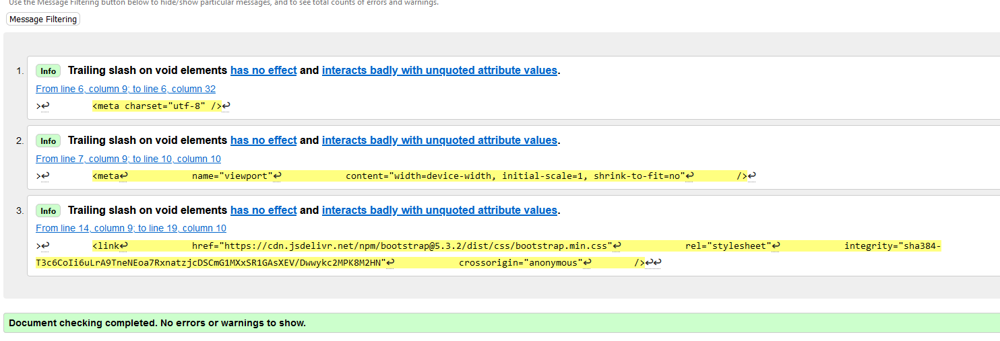 Use the Message Filtering button below to hide/show particular messages, and to see total counts of errors and warnings.
Message Filtering
1. Info Trailing slash on void elements has no effect and interacts badly with unquoted attribute values.
From line 6, column 9; to line 6, column 32
>↩ <meta charset="utf-8" />↩
2. Info Trailing slash on void elements has no effect and interacts badly with unquoted attribute values.
From line 7, column 9; to line 10, column 10
>↩ <meta↩ name="viewport"↩ content="width=device-width, initial-scale=1, shrink-to-fit=no"↩ />↩
3. Info Trailing slash on void elements has no effect and interacts badly with unquoted attribute values.
From line 14, column 9; to line 19, column 10
>↩ <link↩ href="https://cdn.jsdelivr.net/npm/bootstrap@5.3.2/dist/css/bootstrap.min.css"↩ rel="stylesheet"↩ integrity="sha384-
T3c6CoIi6uLrA9TneNEoa7RxnatzjcDSCmG1MXxSR1GAsXEV/Dwwykc2MPK8M2HN"↩ crossorigin="anonymous"↩ />↩↩
Document checking completed. No errors or warnings to show.